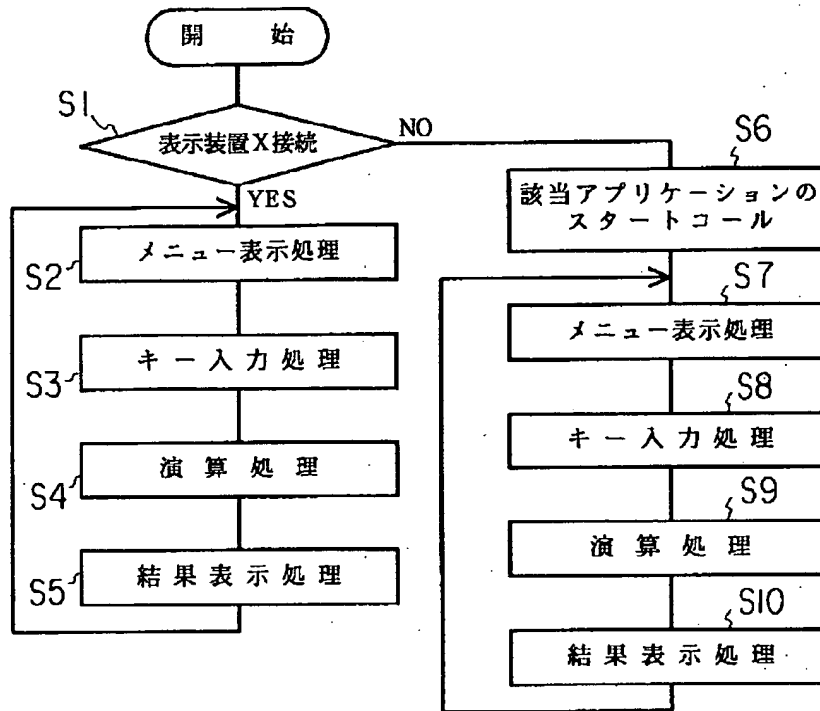 開始
S1
表示装置X接続
NO
YES
S2
メニュー表示処理
S3
キー入力処理
S4
演算処理
S5
結果表示処理
S6
該当アプリケーションの
スタートコール
S7
メニュー表示処理
S8
キー入力処理
S9
演算処理
S10
結果表示処理